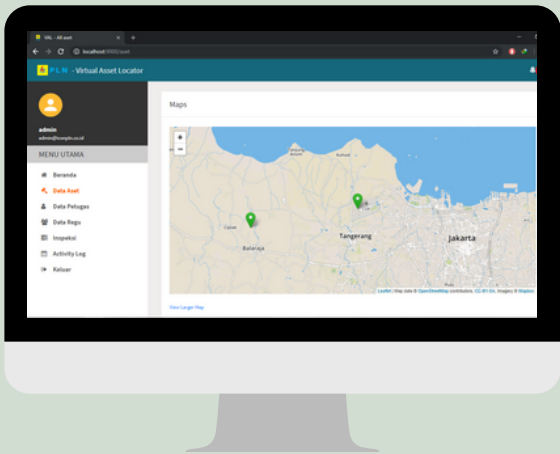 VAL - All aset
localhost:8000/aset
PLN - Virtual Asset Locator
admin
MENU UTAMA
Beranda
Data Aset
Data Petugas
Data Regu
Inspeksi
Activity Log
Keluar
Maps
+
−
Tangerang
Jakarta
Balaraja
Leaflet | Map data © OpenStreetMap contributors, CC-BY-SA, Imagery © Mapbox
View Larger Map